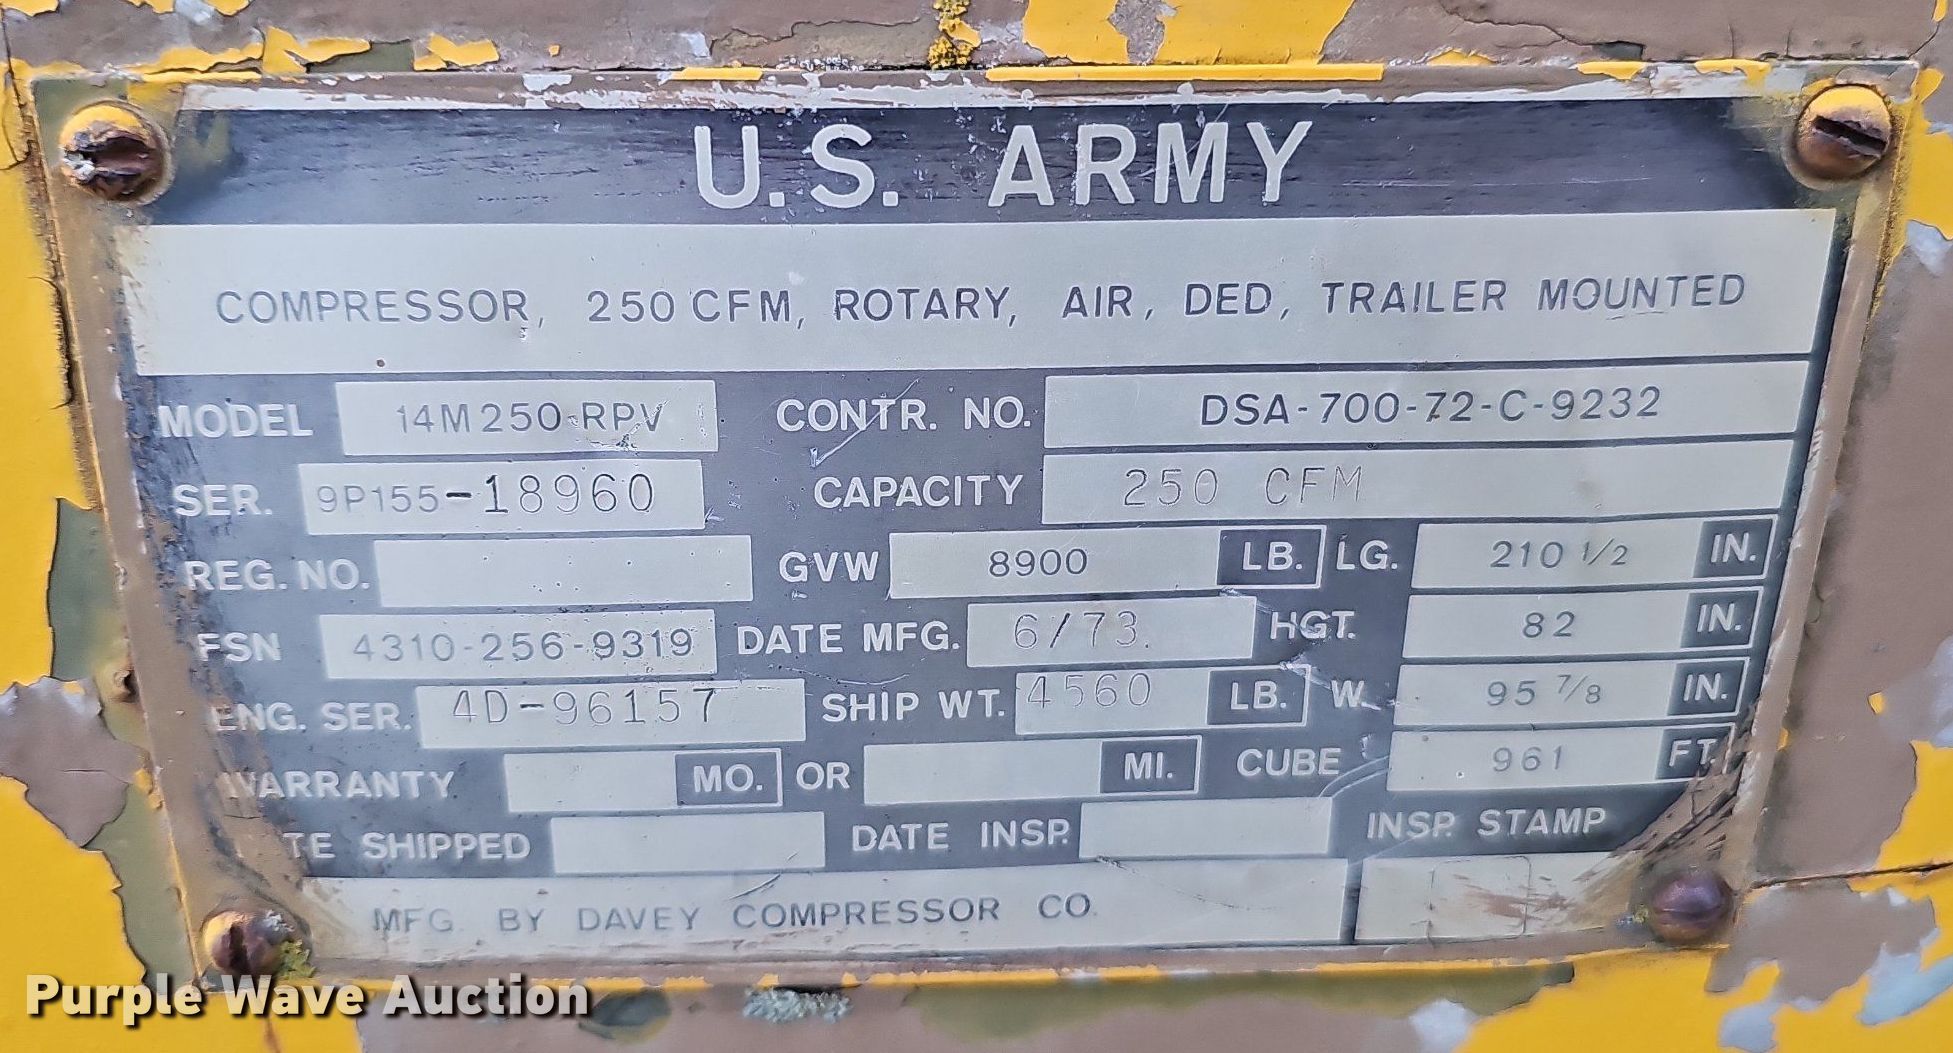 U.S. ARMY
COMPRESSOR, 250 CFM, ROTARY, AIR, DED, TRAILER MOUNTED
MODEL 14M250-RPV CONTR. NO. DSA-700-72-C-9232
SER. 9P155-18960 CAPACITY 250 CFM
REG. NO. GVW 8900 LB. LG. 210 1/2 IN.
FSN 4310-256-9319 DATE MFG. 6/73. HGT. 82 IN.
ENG. SER. 4D-96157 SHIP WT. 4560 LB. W. 95 7/8 IN.
WARRANTY MO. OR MI. CUBE 961 FT.
TE SHIPPED DATE INSP. INSP. STAMP
MFG. BY DAVEY COMPRESSOR CO.
Purple Wave Auction